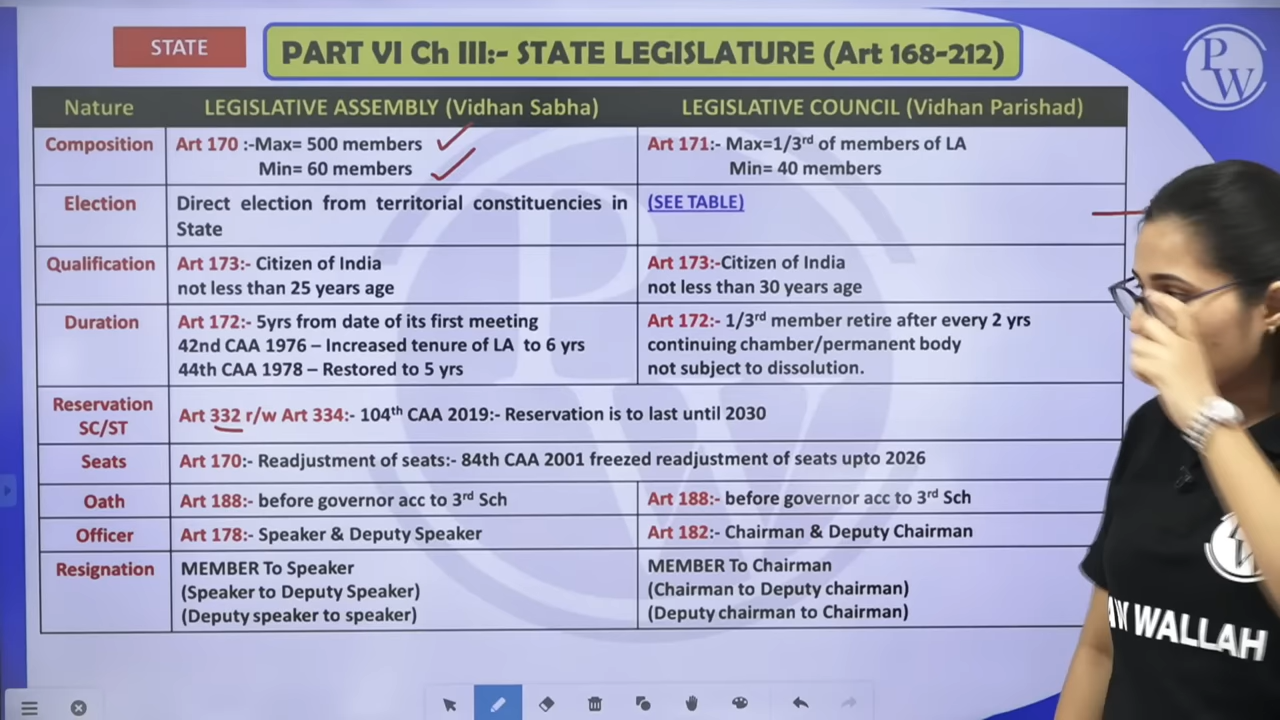 STATE
PART VI Ch III:- STATE LEGISLATURE (Art 168-212)
PW
Nature LEGISLATIVE ASSEMBLY (Vidhan Sabha) LEGISLATIVE COUNCIL (Vidhan Parishad)
Composition Art 170 :-Max= 500 members Art 171:- Max=1/3rd of members of LA
Min= 60 members Min= 40 members
Election Direct election from territorial constituencies in (SEE TABLE)
State
Qualification Art 173:- Citizen of India Art 173:-Citizen of India
not less than 25 years age not less than 30 years age
Duration Art 172:- 5yrs from date of its first meeting Art 172:- 1/3rd member retire after every 2 yrs
42nd CAA 1976 – Increased tenure of LA to 6 yrs continuing chamber/permanent body
44th CAA 1978 – Restored to 5 yrs not subject to dissolution.
Reservation
SC/ST Art 332 r/w Art 334:- 104th CAA 2019:- Reservation is to last until 2030
Seats Art 170:- Readjustment of seats:- 84th CAA 2001 freezed readjustment of seats upto 2026
Oath Art 188:- before governor acc to 3rd Sch Art 188:- before governor acc to 3rd Sch
Officer Art 178:- Speaker & Deputy Speaker Art 182:- Chairman & Deputy Chairman
Resignation MEMBER To Speaker MEMBER To Chairman
(Speaker to Deputy Speaker) (Chairman to Deputy chairman)
(Deputy speaker to speaker) (Deputy chairman to Chairman)
WALLAH